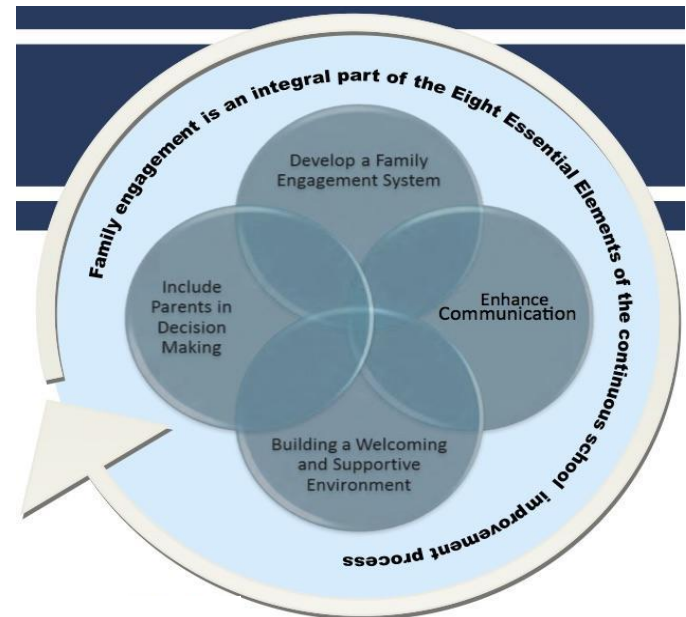 Family engagement is an integral part of the Eight Essential Elements of the continuous school improvement process
Develop a Family
Engagement System
Include
Parents in
Decision
Making
Enhance
Communication
Building a Welcoming
and Supportive
Environment